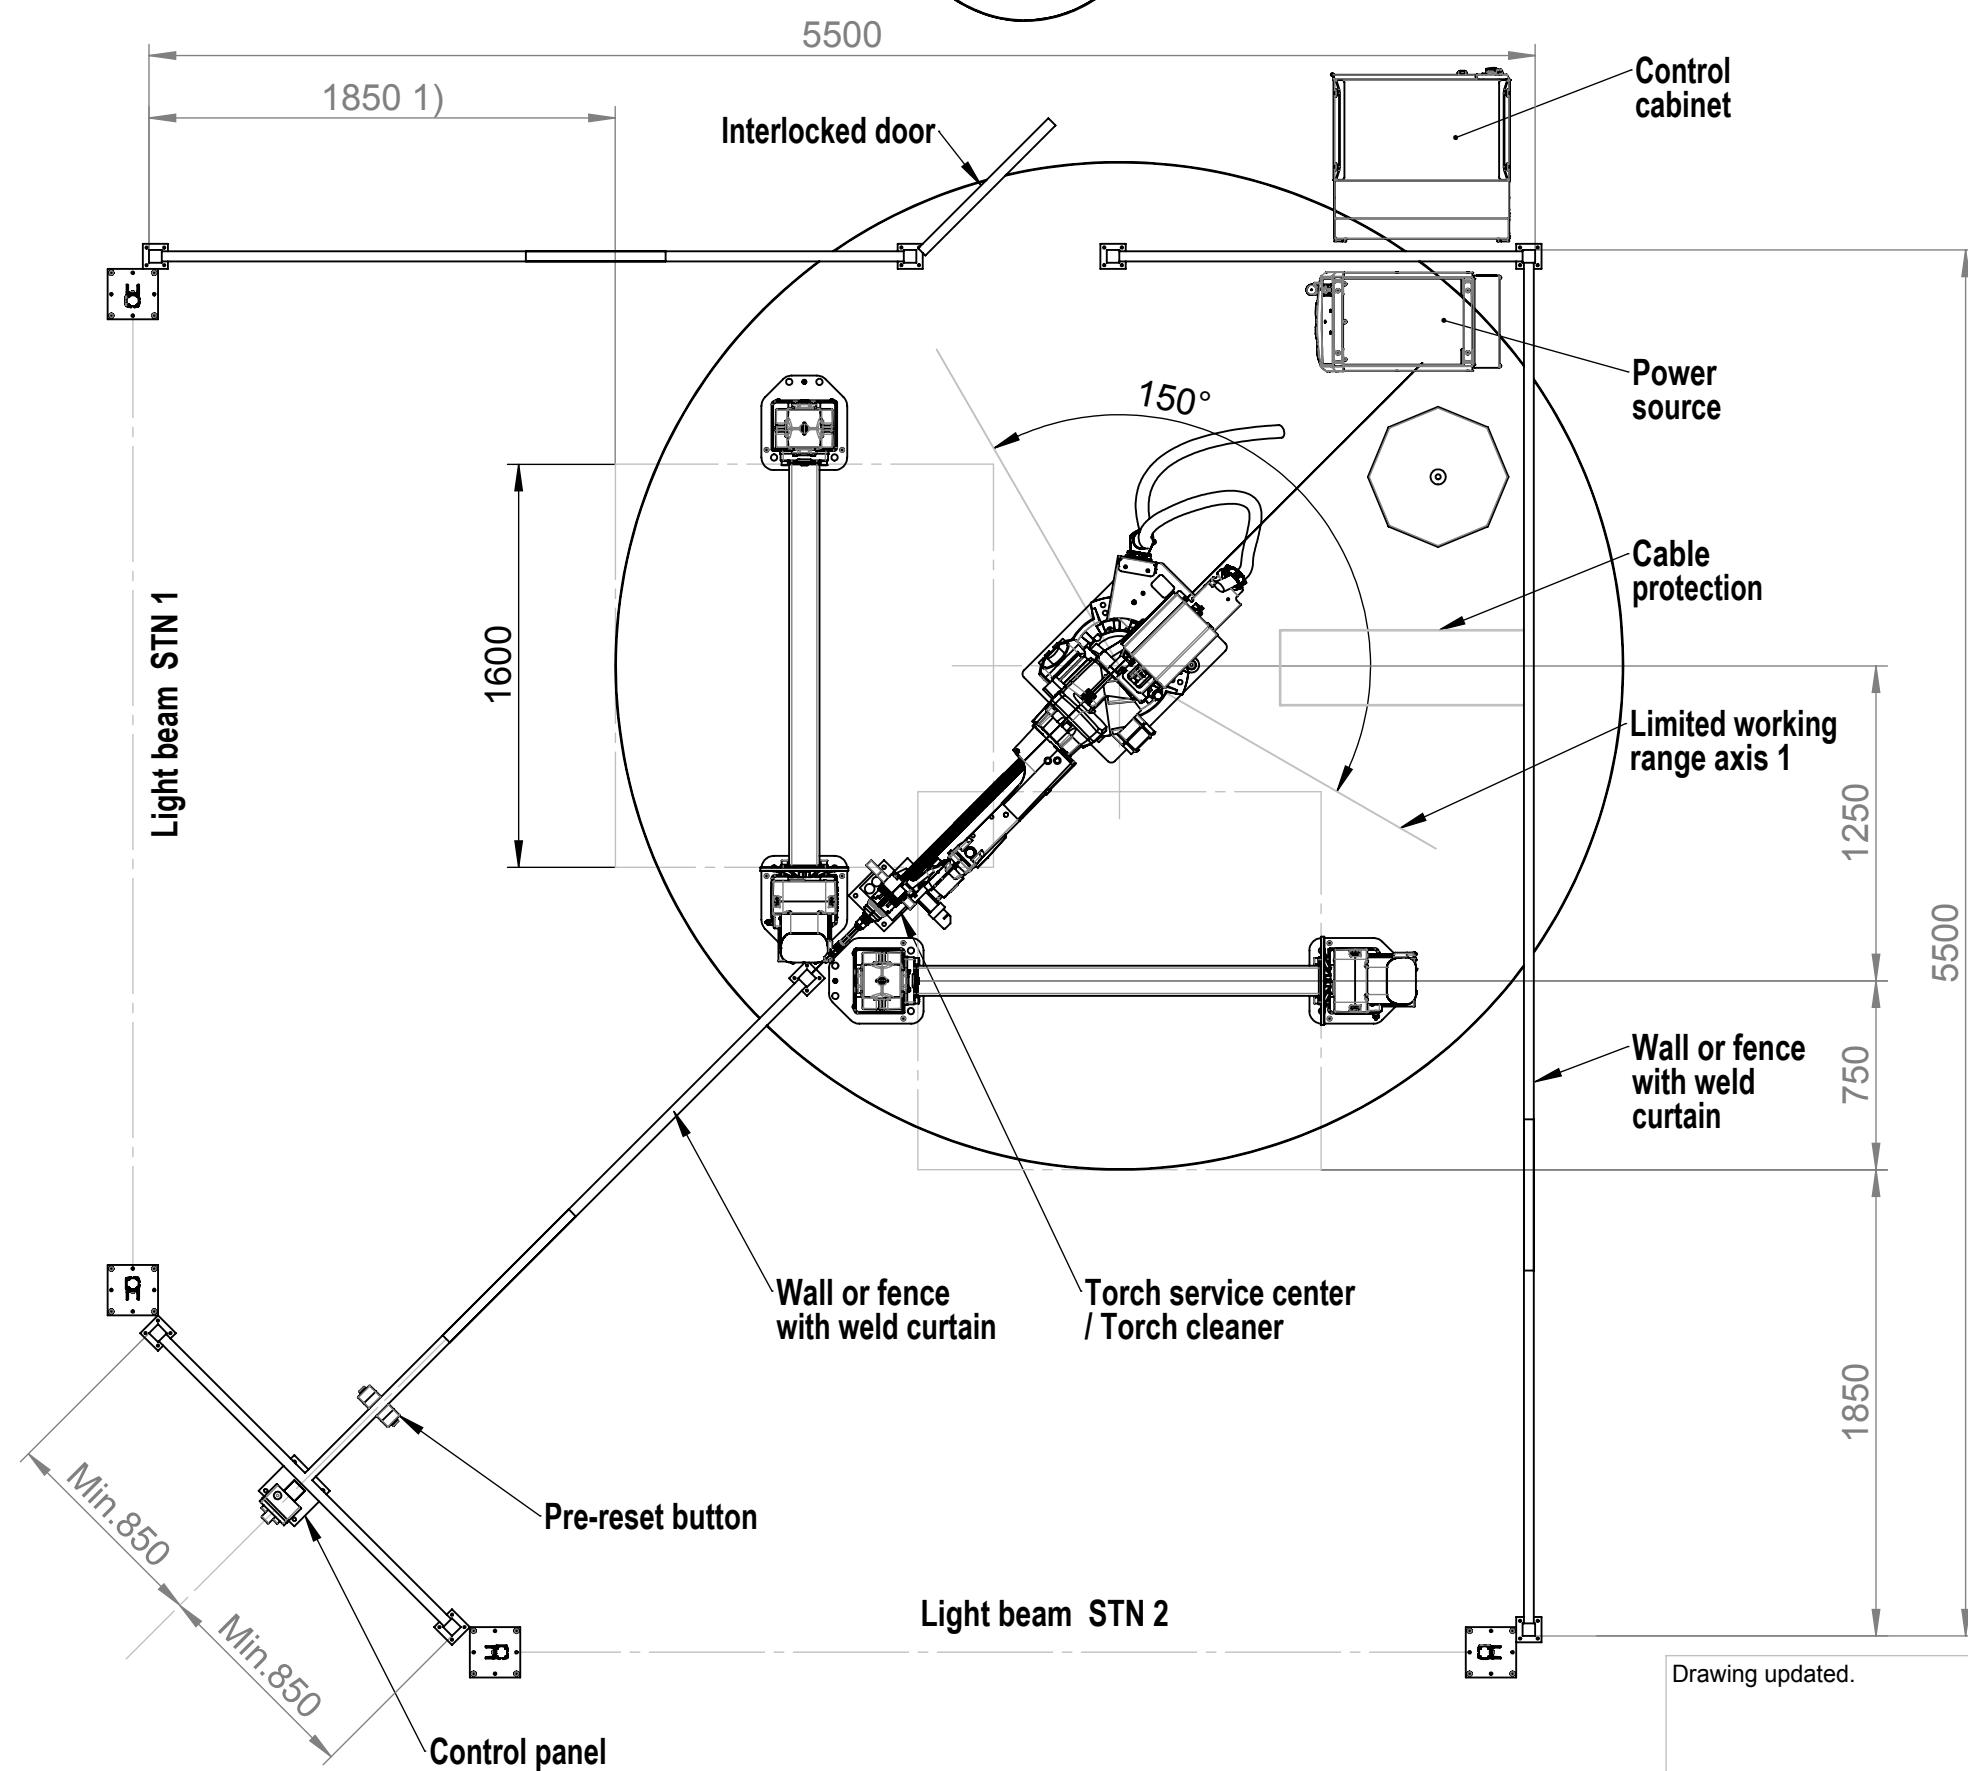 5500
1850 1)
Control
cabinet
Interlocked door
Power
source
150°
Cable
protection
Light beam STN 1
1600
Limited working
range axis 1
1250
5500
Wall or fence
with weld
curtain
750
Wall or fence
with weld curtain
Torch service center
/ Torch cleaner
1850
Min.850
Pre-reset button
Light beam STN 2
Min.850
Drawing updated.
Control panel